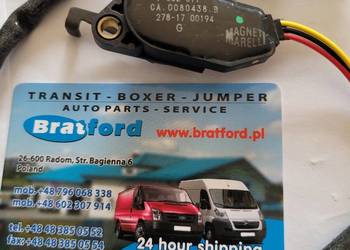 CA.0080438.B
278-17 00194
G
MAGNETI
MARELLI
TRANSIT - BOXER - JUMPER
AUTO PARTS - SERVICE
Bratford
www.bratford.pl
26-600 Radom, Str. Bagienna 6
Poland
mob.+48 796 068 338
mob.+48 602 307 914
tel.+48 48 385 05 52
fax:+48 48 385 05 54
24 hour shipping